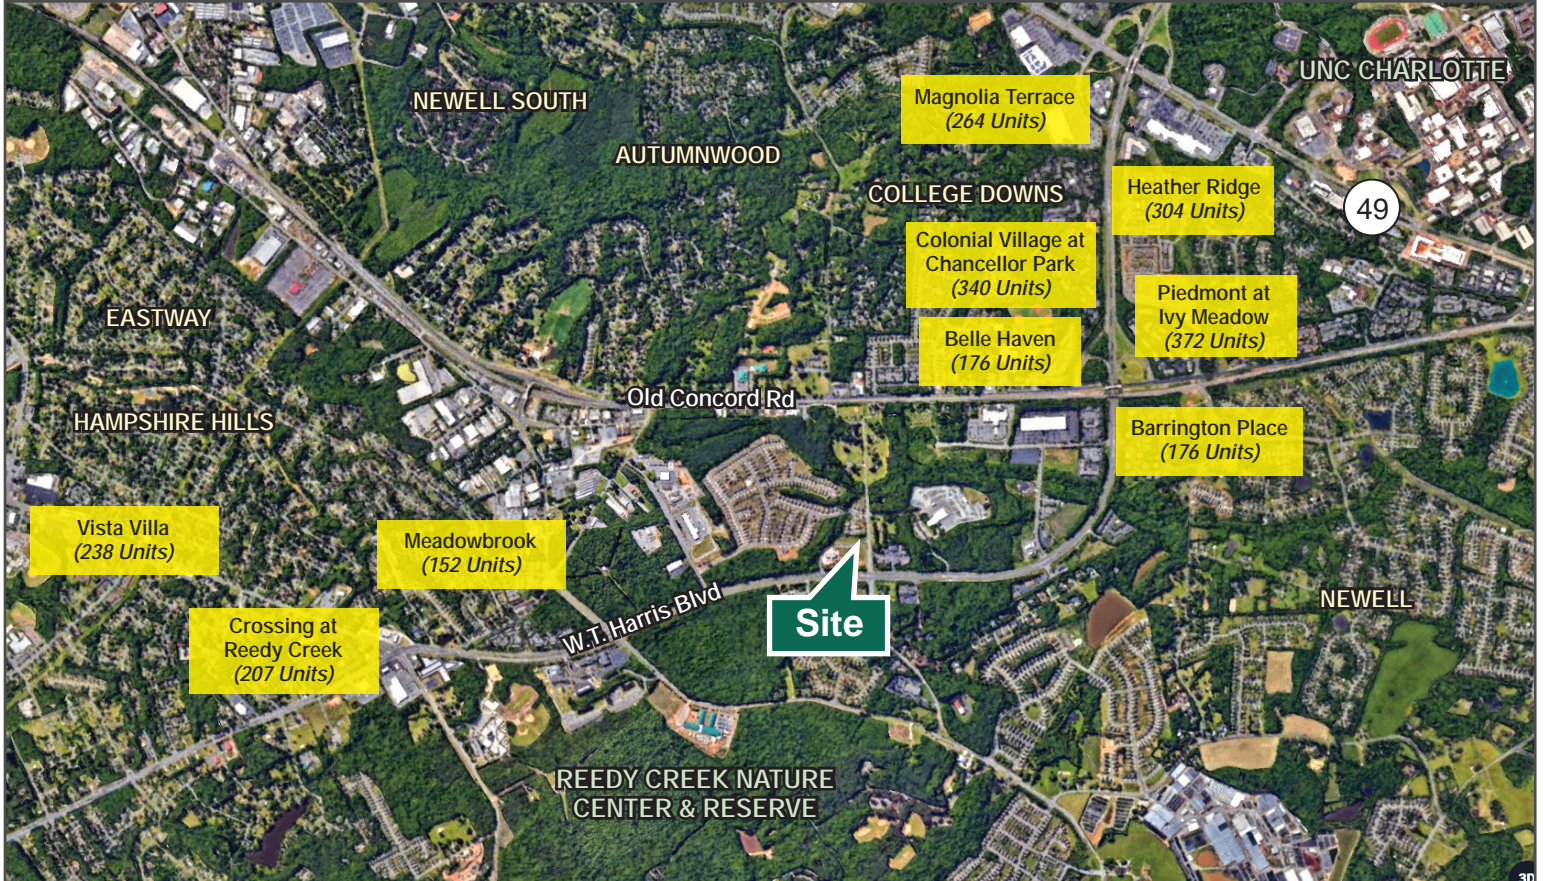 UNC CHARLOTTE
NEWELL SOUTH
Magnolia Terrace
(264 Units)
AUTUMNWOOD
COLLEGE DOWNS
Heather Ridge
(304 Units)
49
Colonial Village at
Chancellor Park
(340 Units)
EASTWAY
Piedmont at
Ivy Meadow
(372 Units)
Belle Haven
(176 Units)
Old Concord Rd
HAMPSHIRE HILLS
Barrington Place
(176 Units)
Vista Villa
(238 Units)
Meadowbrook
(152 Units)
W.T. Harris Blvd
NEWELL
Site
Crossing at
Reedy Creek
(207 Units)
REEDY CREEK NATURE
CENTER & RESERVE
3D